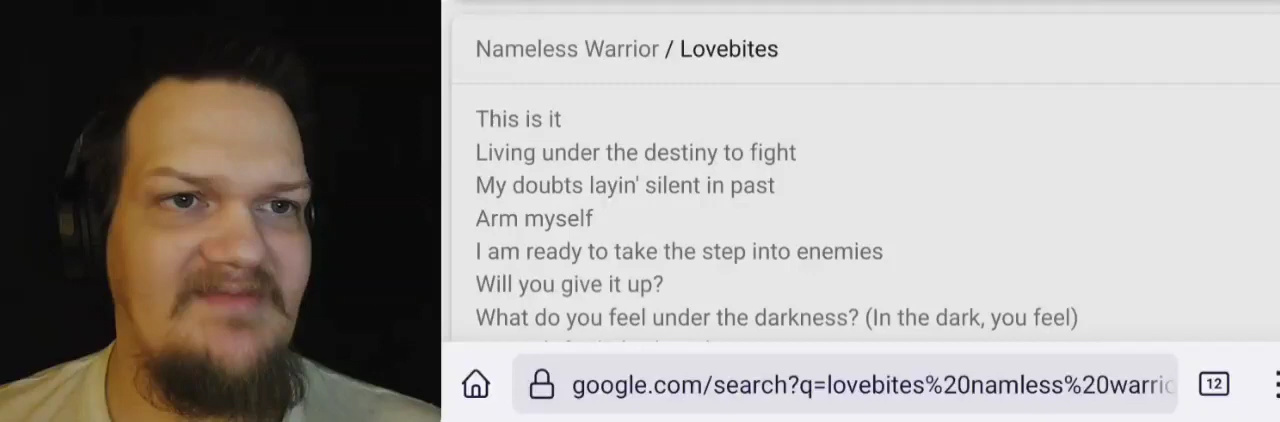 Nameless Warrior / Lovebites
This is it
Living under the destiny to fight
My doubts layin' silent in past
Arm myself
I am ready to take the step into enemies
Will you give it up?
What do you feel under the darkness? (In the dark, you feel)
google.com/search?q=lovebites%20namless%20warric
12